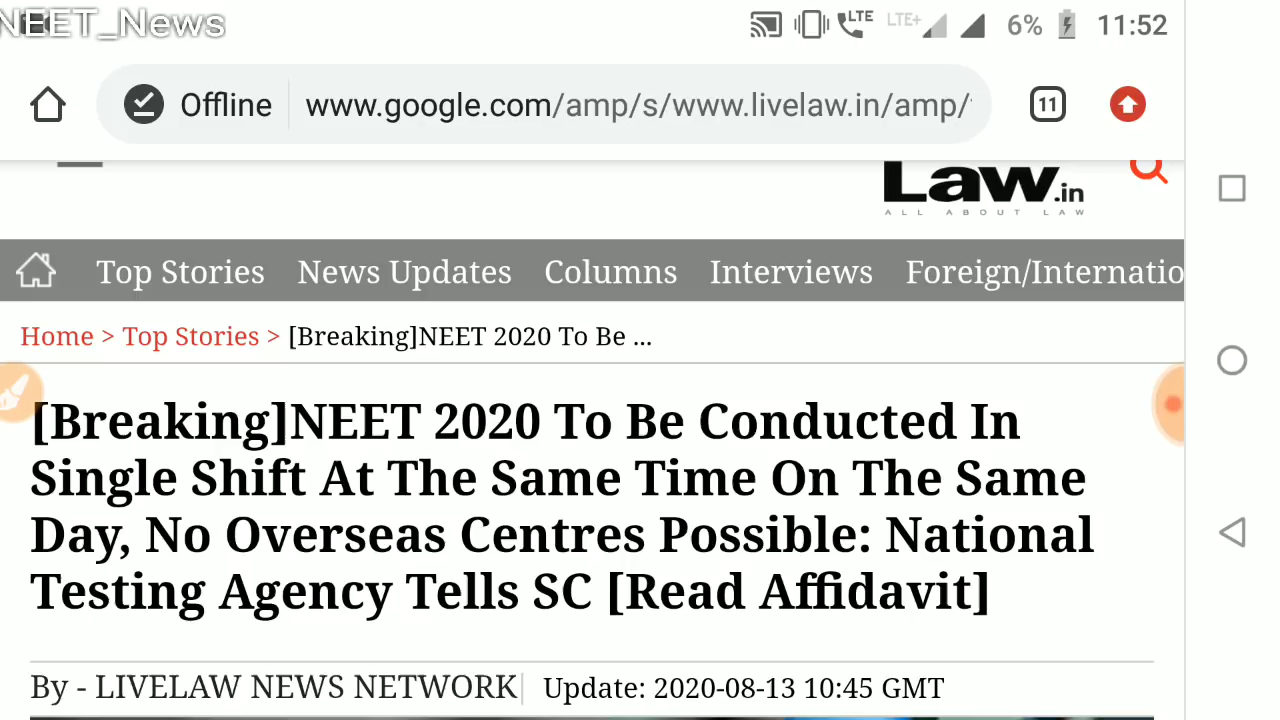 NEET_News
LTE LTE+ 6% 11:52
Offline www.google.com/amp/s/www.livelaw.in/amp/ 11
Law.in
ALL ABOUT LAW
Top Stories News Updates Columns Interviews Foreign/Internatio
Home > Top Stories > [Breaking]NEET 2020 To Be ...
[Breaking]NEET 2020 To Be Conducted In
Single Shift At The Same Time On The Same
Day, No Overseas Centres Possible: National
Testing Agency Tells SC [Read Affidavit]
By - LIVELAW NEWS NETWORK Update: 2020-08-13 10:45 GMT